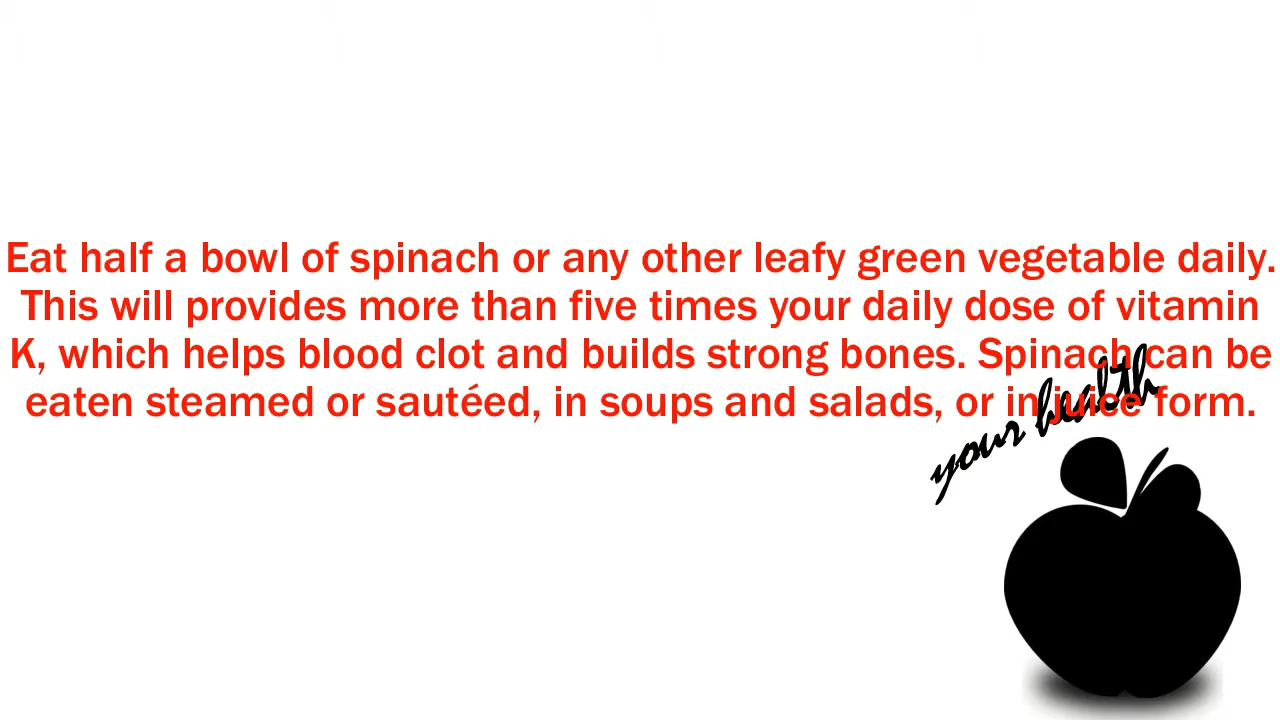 Eat half a bowl of spinach or any other leafy green vegetable daily.
This will provides more than five times your daily dose of vitamin
K, which helps blood clot and builds strong bones. Spinach can be
eaten steamed or sautéed, in soups and salads, or in juice form.
your health